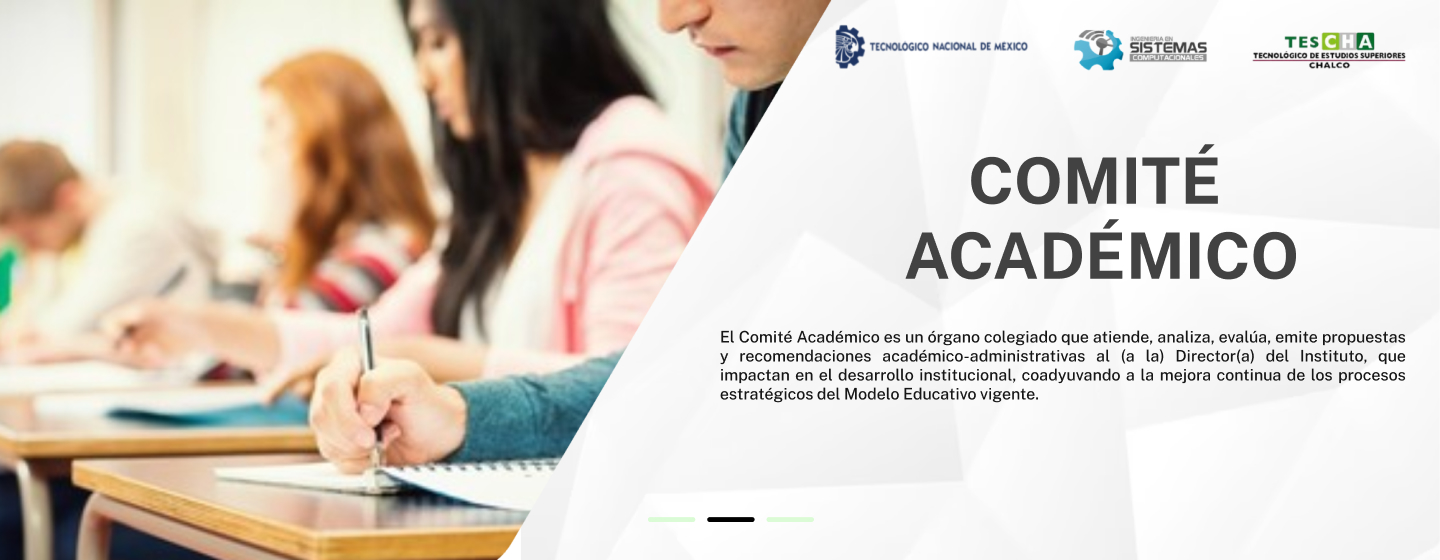 TECNOLÓGICO NACIONAL DE MÉXICO
INGENIERIA EN
SISTEMAS
COMPUTACIONALES
TESCHA
TECNOLÓGICO DE ESTUDIOS SUPERIORES
CHALCO
COMITÉ
ACADÉMICO
El Comité Académico es un órgano colegiado que atiende, analiza, evalúa, emite propuestas
y recomendaciones académico-administrativas al (a la) Director(a) del Instituto, que
impactan en el desarrollo institucional, coadyuvando a la mejora continua de los procesos
estratégicos del Modelo Educativo vigente.